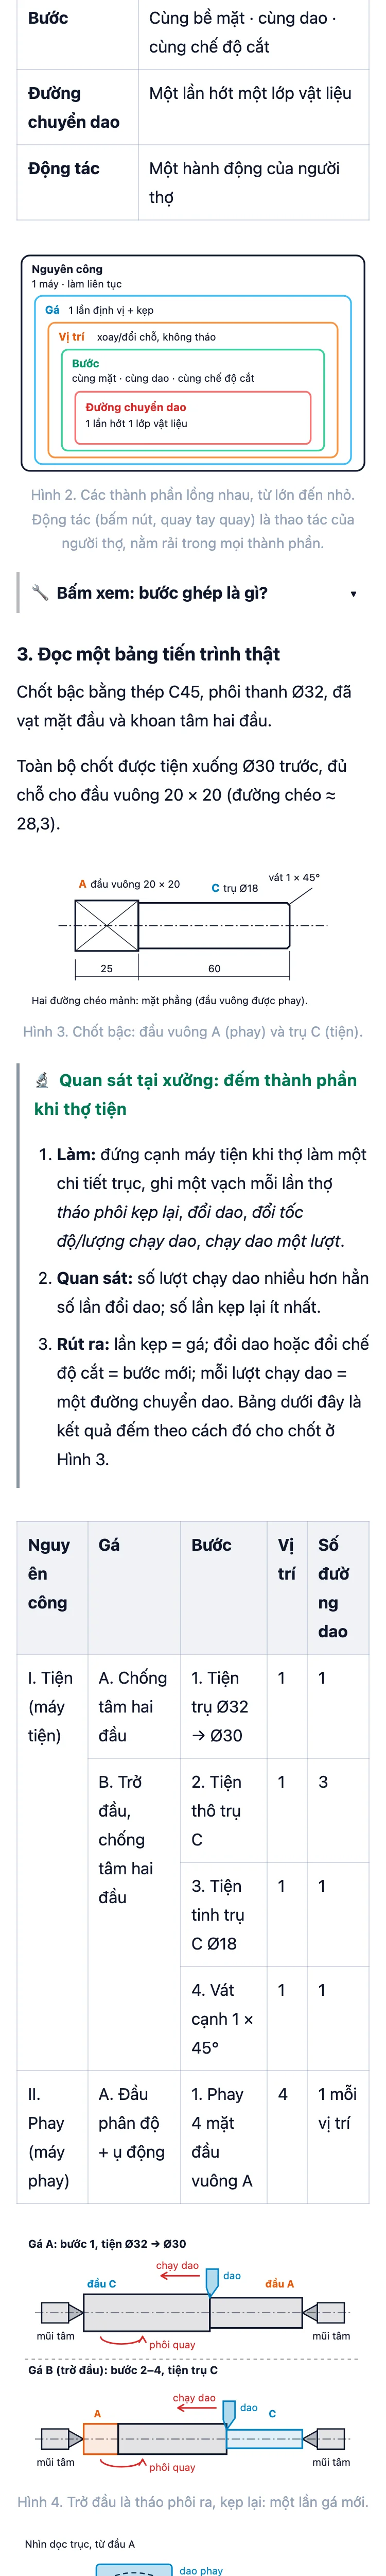 Bước
Cùng bề mặt · cùng dao ·
cùng chế độ cắt
Đường
chuyển dao
Một lần hớt một lớp vật liệu
Động tác
Một hành động của người
thợ
Nguyên công
1 máy · làm liên tục
Gá 1 lần định vị + kẹp
Vị trí xoay/đổi chỗ, không tháo
Bước
cùng mặt · cùng dao · cùng chế độ cắt
Đường chuyển dao
1 lần hớt 1 lớp vật liệu
Hình 2. Các thành phần lồng nhau, từ lớn đến nhỏ.
Động tác (bấm nút, quay tay quay) là thao tác của
người thợ, nằm rải trong mọi thành phần.
🔧 Bấm xem: bước ghép là gì? ▼
3. Đọc một bảng tiến trình thật
Chốt bậc bằng thép C45, phôi thanh Ø32, đã
vạt mặt đầu và khoan tâm hai đầu.
Toàn bộ chốt được tiện xuống Ø30 trước, đủ
chỗ cho đầu vuông 20 × 20 (đường chéo ≈
28,3).
vát 1 × 45°
A đầu vuông 20 × 20
C trụ Ø18
25
60
Hai đường chéo mảnh: mặt phẳng (đầu vuông được phay).
Hình 3. Chốt bậc: đầu vuông A (phay) và trụ C (tiện).
🔬 Quan sát tại xưởng: đếm thành phần
khi thợ tiện
1. Làm: đứng cạnh máy tiện khi thợ làm một
chi tiết trục, ghi một vạch mỗi lần thợ
tháo phôi kẹp lại, đổi dao, đổi tốc
độ/lượng chạy dao, chạy dao một lượt.
2. Quan sát: số lượt chạy dao nhiều hơn hẳn
số lần đổi dao; số lần kẹp lại ít nhất.
3. Rút ra: lần kẹp = gá; đổi dao hoặc đổi chế
độ cắt = bước mới; mỗi lượt chạy dao =
một đường chuyển dao. Bảng dưới đây là
kết quả đếm theo cách đó cho chốt ở
Hình 3.
Nguy
ên
công
Gá
Bước
Vị
trí
Số
đườ
ng
dao
I. Tiện
(máy
tiện)
A. Chống
tâm hai
đầu
1. Tiện
trụ Ø32
→ Ø30
1
1
B. Trở
đầu,
chống
tâm hai
đầu
2. Tiện
thô trụ
C
1
3
3. Tiện
tinh trụ
C Ø18
1
1
4. Vát
cạnh 1 ×
45°
1
1
II.
Phay
(máy
phay)
A. Đầu
phân độ
+ ụ động
1. Phay
4 mặt
đầu
vuông A
4
1 mỗi
vị trí
Gá A: bước 1, tiện Ø32 → Ø30
chạy dao
dao
đầu C
đầu A
mũi tâm
mũi tâm
phôi quay
Gá B (trở đầu): bước 2–4, tiện trụ C
chạy dao
dao
A
C
mũi tâm
mũi tâm
phôi quay
Hình 4. Trở đầu là tháo phôi ra, kẹp lại: một lần gá mới.
Nhìn dọc trục, từ đầu A
dao phay